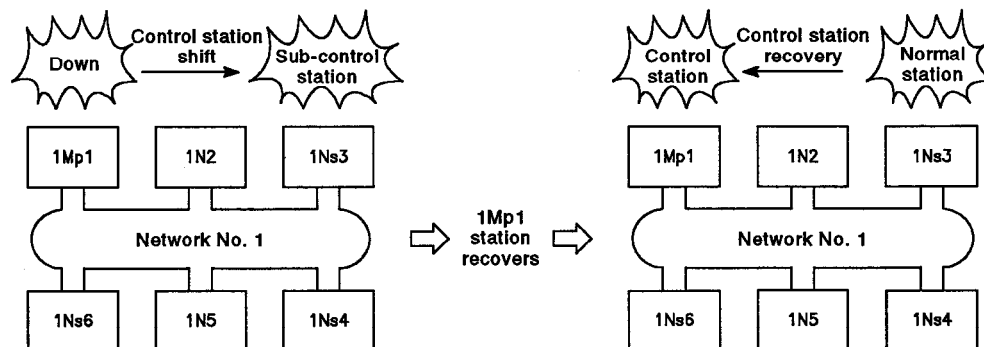 Down
Control station
shift
Sub-control
station
1Mp1
1N2
1Ns3
Network No. 1
1Ns6
1N5
1Ns4
1Mp1
station
recovers
Control
station
Control station
recovery
Normal
station
1Mp1
1N2
1Ns3
Network No. 1
1Ns6
1N5
1Ns4